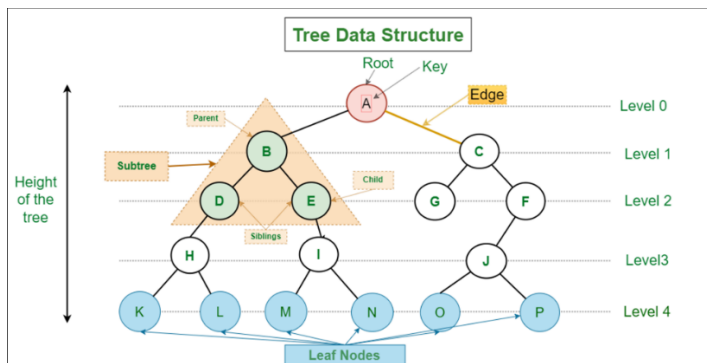 Tree Data Structure
Root
Key
A
Edge
Level 0
Parent
B
C
Level 1
Subtree
Child
Height
of the
tree
D
E
G
F
Level 2
Siblings
H
I
J
Level3
K
L
M
N
O
P
Level 4
Leaf Nodes